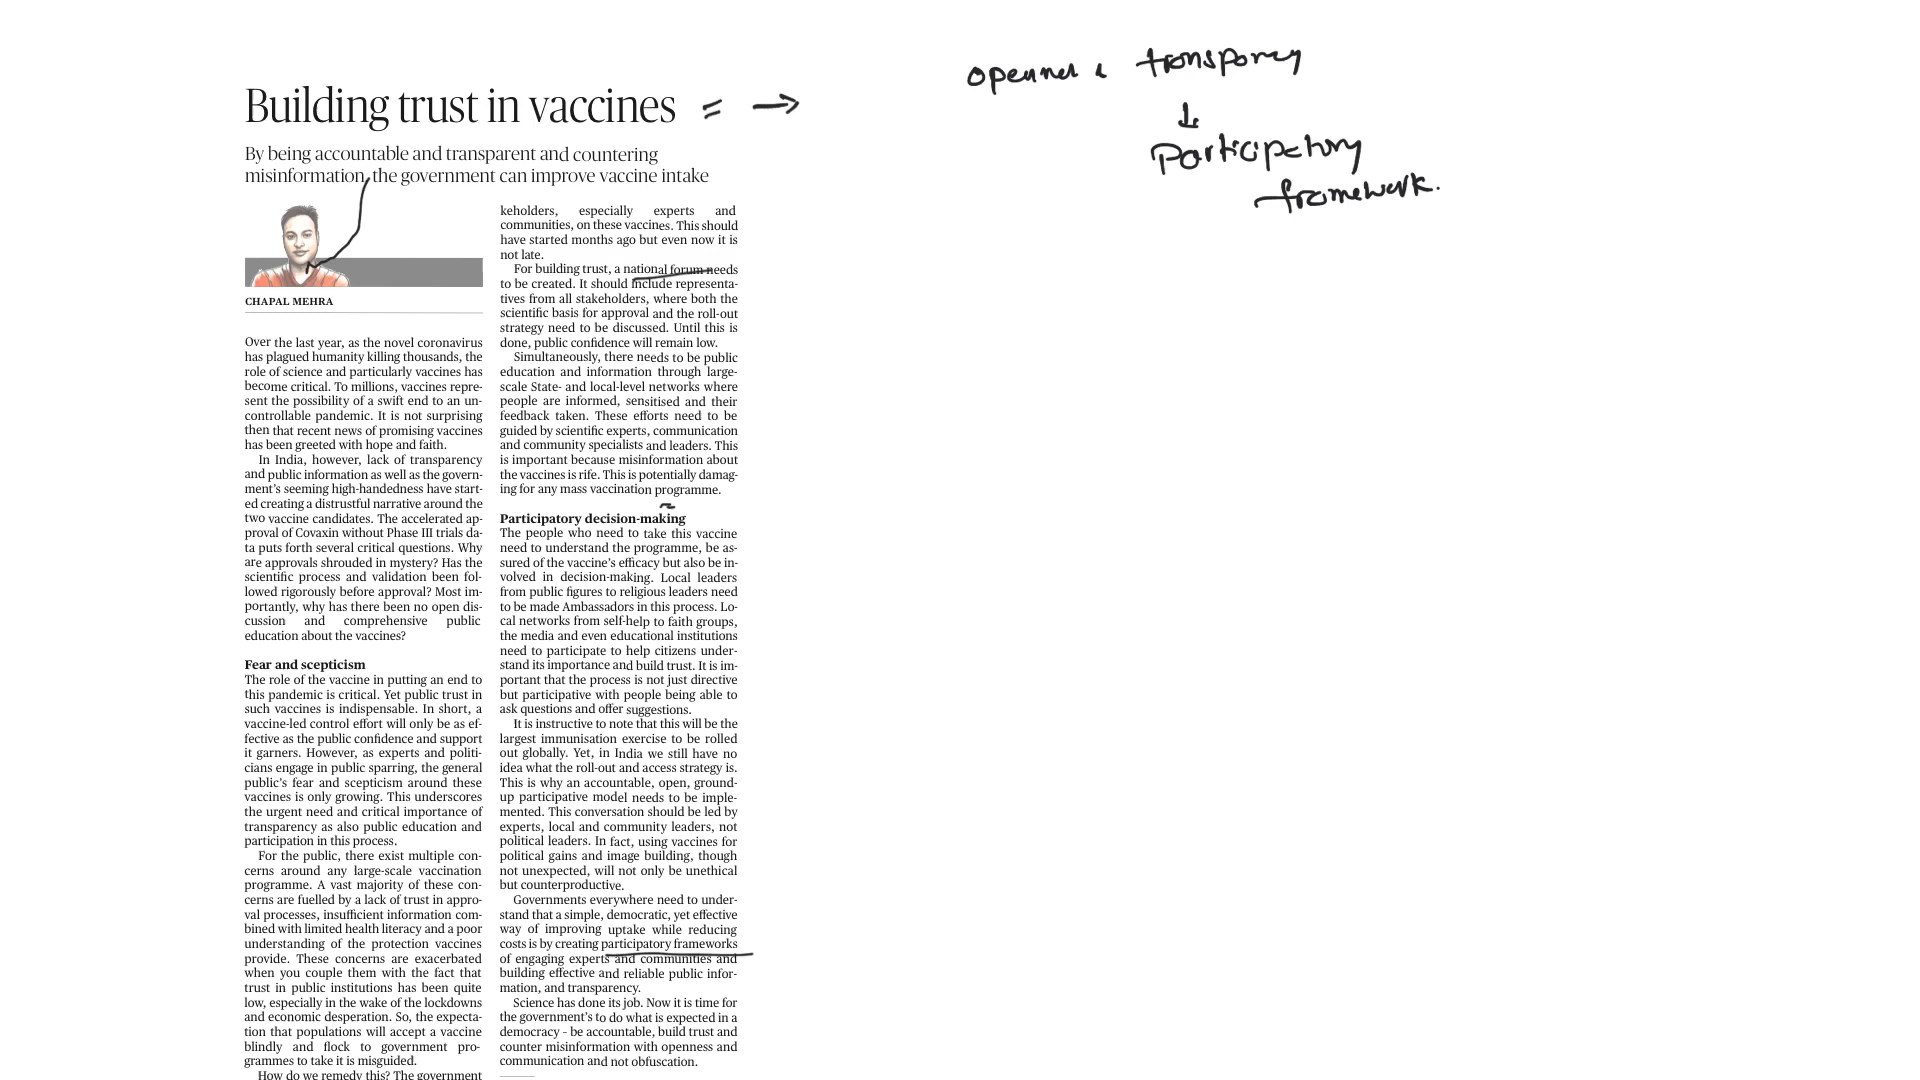 Building trust in vaccines = →
By being accountable and transparent and countering
misinformation, the government can improve vaccine intake
CHAPAL MEHRA
Over the last year, as the novel coronavirus
has plagued humanity killing thousands, the
role of science and particularly vaccines has
become critical. To millions, vaccines repre-
sent the possibility of a swift end to an un-
controllable pandemic. It is not surprising
then that recent news of promising vaccines
has been greeted with hope and faith.
In India, however, lack of transparency
and public information as well as the govern-
ment's seeming high-handedness have start-
ed creating a distrustful narrative around the
two vaccine candidates. The accelerated ap-
proval of Covaxin without Phase III trials da-
ta puts forth several critical questions. Why
are approvals shrouded in mystery? Has the
scientific process and validation been fol-
lowed rigorously before approval? Most im-
portantly, why has there been no open dis-
cussion and comprehensive public
education about the vaccines?
Fear and scepticism
The role of the vaccine in putting an end to
this pandemic is critical. Yet public trust in
such vaccines is indispensable. In short, a
vaccine-led control effort will only be as ef-
fective as the public confidence and support
it garners. However, as experts and politi-
cians engage in public sparring, the general
public's fear and scepticism around these
vaccines is only growing. This underscores
the urgent need and critical importance of
transparency as also public education and
participation in this process.
For the public, there exist multiple con-
cerns around any large-scale vaccination
programme. A vast majority of these con-
cerns are fuelled by a lack of trust in appro-
val processes, insufficient information com-
bined with limited health literacy and a poor
understanding of the protection vaccines
provide. These concerns are exacerbated
when you couple them with the fact that
trust in public institutions has been quite
low, especially in the wake of the lockdowns
and economic desperation. So, the expecta-
tion that populations will accept a vaccine
blindly and flock to government pro-
grammes to take it is misguided.
How do we remedy this? The government
keholders, especially experts and
communities, on these vaccines. This should
have started months ago but even now it is
not late.
For building trust, a national forum needs
to be created. It should include representa-
tives from all stakeholders, where both the
scientific basis for approval and the roll-out
strategy need to be discussed. Until this is
done, public confidence will remain low.
Simultaneously, there needs to be public
education and information through large-
scale State- and local-level networks where
people are informed, sensitised and their
feedback taken. These efforts need to be
guided by scientific experts, communication
and community specialists and leaders. This
is important because misinformation about
the vaccines is rife. This is potentially damag-
ing for any mass vaccination programme.
Participatory decision-making
The people who need to take this vaccine
need to understand the programme, be as-
sured of the vaccine's efficacy but also be in-
volved in decision-making. Local leaders
from public figures to religious leaders need
to be made Ambassadors in this process. Lo-
cal networks from self-help to faith groups,
the media and even educational institutions
need to participate to help citizens under-
stand its importance and build trust. It is im-
portant that the process is not just directive
but participative with people being able to
ask questions and offer suggestions.
It is instructive to note that this will be the
largest immunisation exercise to be rolled
out globally. Yet, in India we still have no
idea what the roll-out and access strategy is.
This is why an accountable, open, ground-
up participative model needs to be imple-
mented. This conversation should be led by
experts, local and community leaders, not
political leaders. In fact, using vaccines for
political gains and image building, though
not unexpected, will not only be unethical
but counterproductive.
Governments everywhere need to under-
stand that a simple, democratic, yet effective
way of improving uptake while reducing
costs is by creating participatory frameworks
of engaging experts and communities and
building effective and reliable public infor-
mation, and transparency.
Science has done its job. Now it is time for
the government's to do what is expected in a
democracy – be accountable, build trust and
counter misinformation with openness and
communication and not obfuscation.
transparency
↓
Participatory
framework.